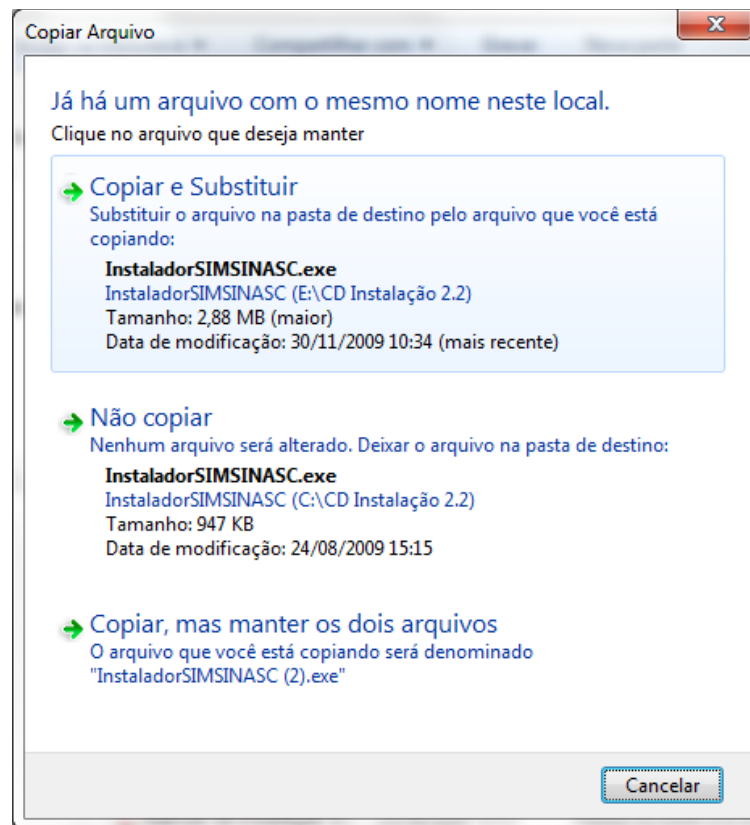 Copiar Arquivo
Já há um arquivo com o mesmo nome neste local.
Clique no arquivo que deseja manter
Copiar e Substituir
Substituir o arquivo na pasta de destino pelo arquivo que você está
copiando:
InstaladorSIMSINASC.exe
InstaladorSIMSINASC (E:\CD Instalação 2.2)
Tamanho: 2,88 MB (maior)
Data de modificação: 30/11/2009 10:34 (mais recente)
Não copiar
Nenhum arquivo será alterado. Deixar o arquivo na pasta de destino:
InstaladorSIMSINASC.exe
InstaladorSIMSINASC (C:\CD Instalação 2.2)
Tamanho: 947 KB
Data de modificação: 24/08/2009 15:15
Copiar, mas manter os dois arquivos
O arquivo que você está copiando será denominado
"InstaladorSIMSINASC (2).exe"
Cancelar